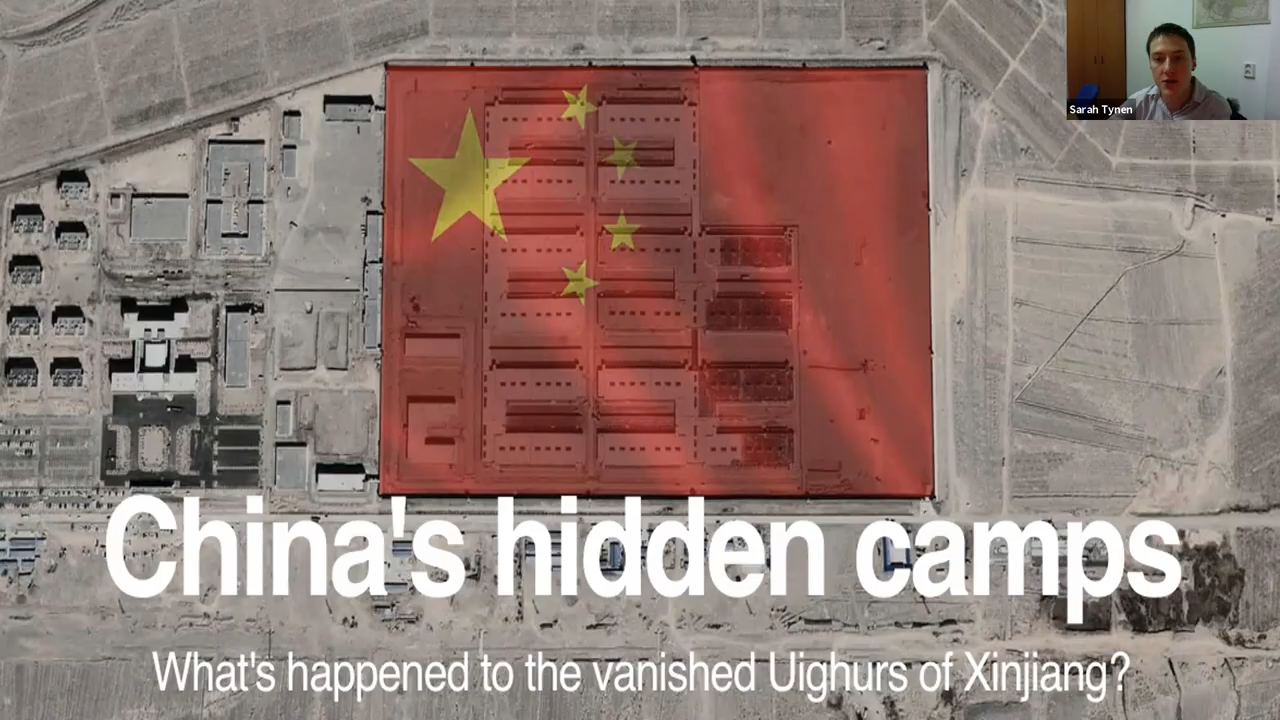 Sarah Tynen
China's hidden camps
What's happened to the vanished Uighurs of Xinjiang?